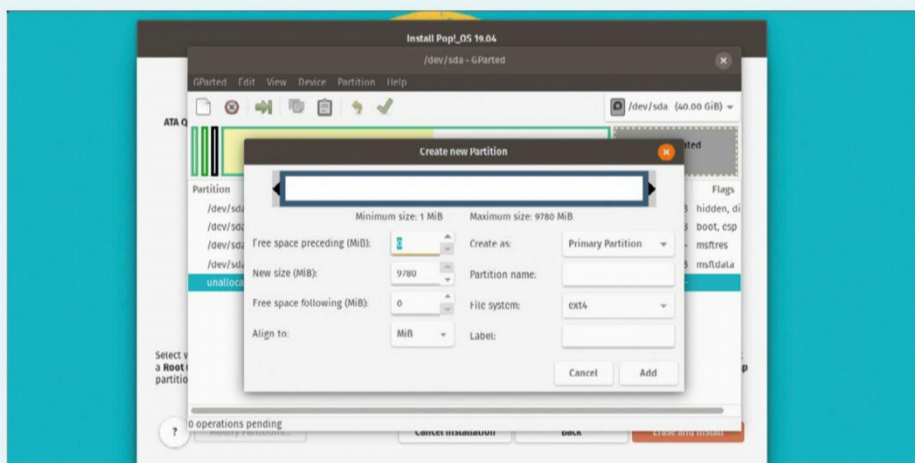 Install Pop!_OS 19.04
/dev/sda - GParted
GParted Edit View Device Partition Help
/dev/sda (40.00 GiB)
ATA Q
ted
Create new Partition
Partition
Flags
Minimum size: 1 MiB Maximum size: 9780 MiB
/dev/sda hidden, di
/dev/sda boot, esp
/dev/sda msftres
/dev/sda msftdata
unalloca
Free space preceding (MiB): 0 Create as: Primary Partition
New size (MiB): 9780 Partition name:
Free space following (MiB): 0 File system: ext4
Align to: MiB Label:
Select w
a Root
partitio
p
Cancel Add
0 operations pending
? Modify Partitions... Cancel Installation Back Erase and Install